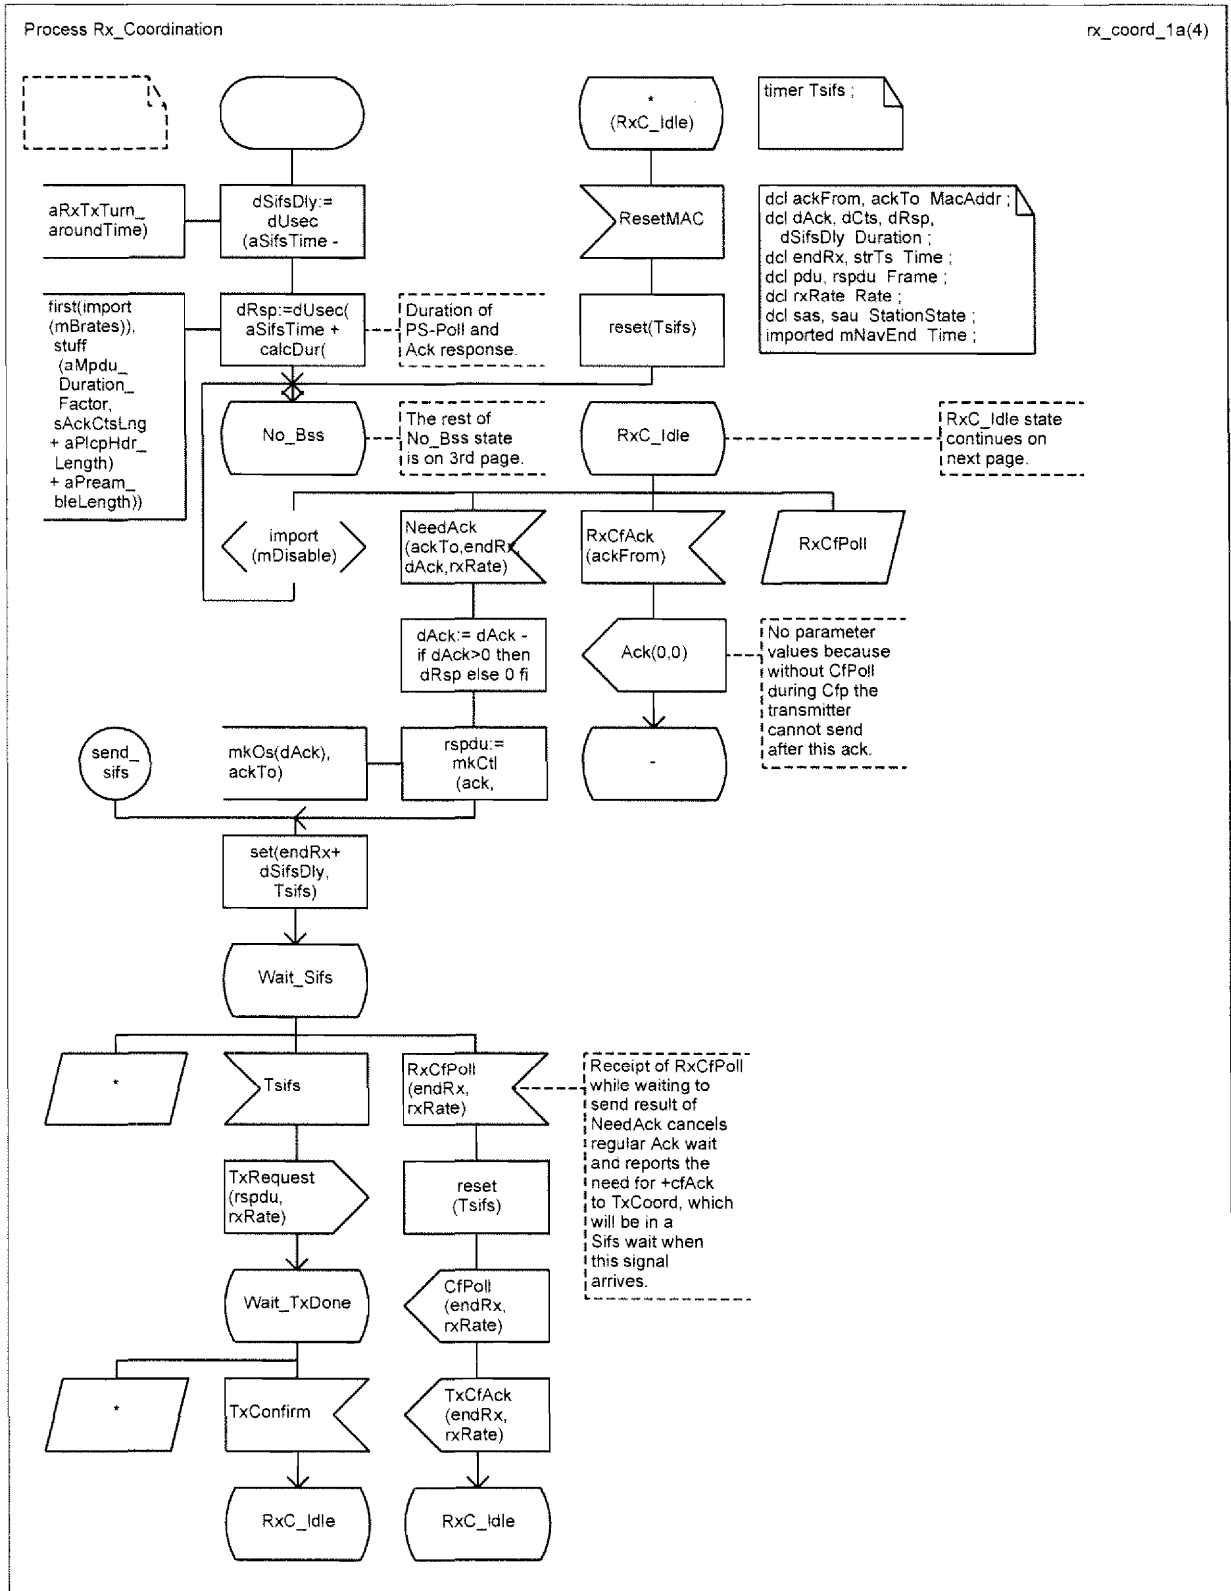 Process Rx_Coordination
rx_coord_1a(4)
*
(RxC_Idle)
timer Tsifs ;
aRxTxTurn_
aroundTime)
dSifsDly:=
dUsec
(aSifsTime -
ResetMAC
dcl ackFrom, ackTo MacAddr ;
dcl dAck, dCts, dRsp,
dSifsDly Duration ;
dcl endRx, strTs Time ;
dcl pdu, rspdu Frame ;
dcl rxRate Rate ;
dcl sas, sau StationState ;
imported mNavEnd Time ;
first(import
(mBrates)),
stuff
(aMpdu_
Duration_
Factor,
sAckCtsLng
+ aPlcpHdr_
Length)
+ aPream_
bleLength))
dRsp:=dUsec(
aSifsTime +
calcDur(
Duration of
PS-Poll and
Ack response.
reset(Tsifs)
No_Bss
The rest of
No_Bss state
is on 3rd page.
RxC_Idle
RxC_Idle state
continues on
next page.
import
(mDisable)
NeedAck
(ackTo,endRx,
dAck,rxRate)
RxCfAck
(ackFrom)
RxCfPoll
dAck:= dAck -
if dAck>0 then
dRsp else 0 fi
Ack(0,0)
No parameter
values because
without CfPoll
during Cfp the
transmitter
cannot send
after this ack.
send_
sifs
mkOs(dAck),
ackTo)
rspdu:=
mkCtl
(ack,
-
set(endRx+
dSifsDly,
Tsifs)
Wait_Sifs
*
Tsifs
RxCfPoll
(endRx,
rxRate)
Receipt of RxCfPoll
while waiting to
send result of
NeedAck cancels
regular Ack wait
and reports the
need for +cfAck
to TxCoord, which
will be in a
Sifs wait when
this signal
arrives.
TxRequest
(rspdu,
rxRate)
reset
(Tsifs)
Wait_TxDone
CfPoll
(endRx,
rxRate)
*
TxConfirm
TxCfAck
(endRx,
rxRate)
RxC_Idle
RxC_Idle